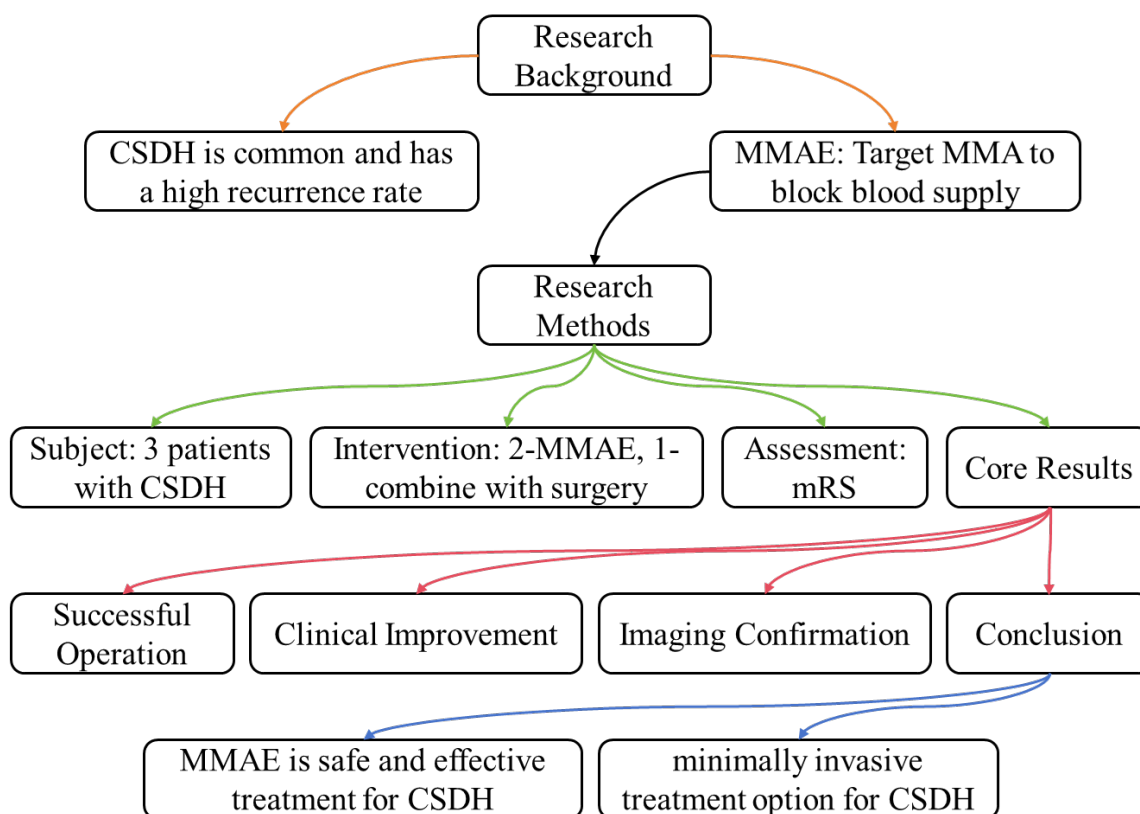 Research
Background
CSDH is common and has
a high recurrence rate
MMAE: Target MMA to
block blood supply
Research
Methods
Subject: 3 patients
with CSDH
Intervention: 2-MMAE, 1-
combine with surgery
Assessment:
mRS
Core Results
Successful
Operation
Clinical Improvement
Imaging Confirmation
Conclusion
MMAE is safe and effective
treatment for CSDH
minimally invasive
treatment option for CSDH